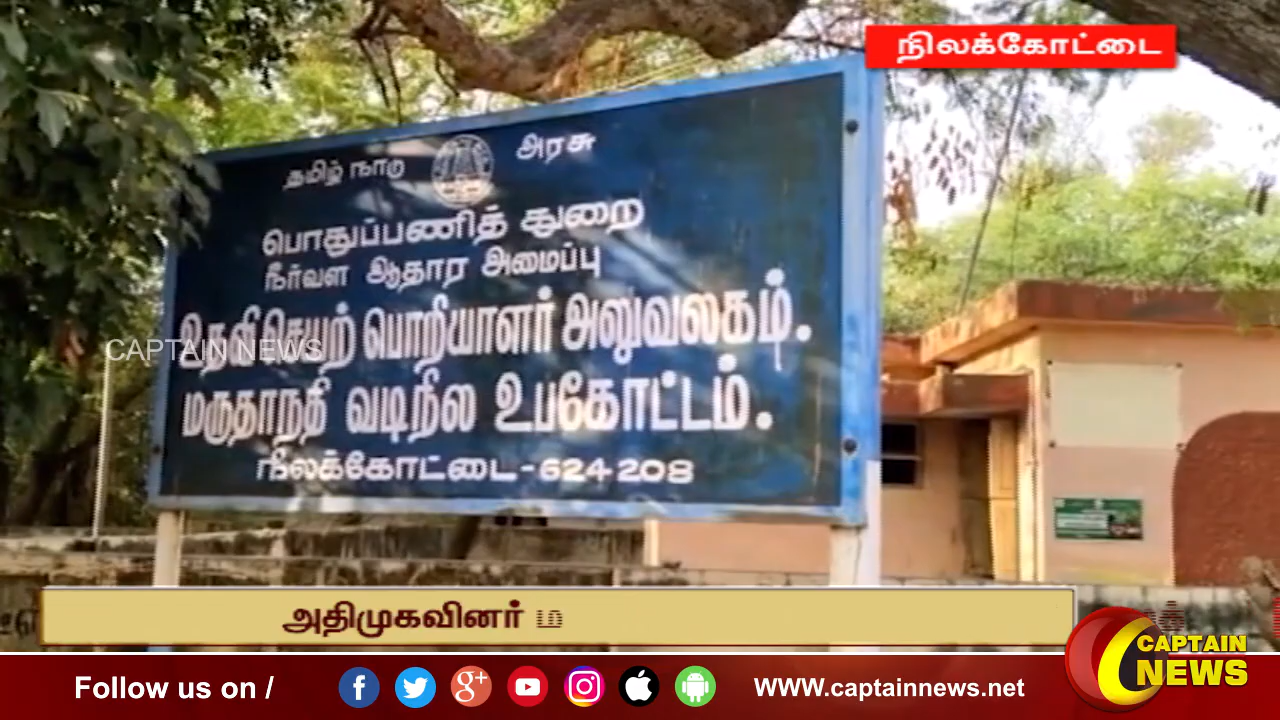 நிலக்கோட்டை
தமிழ் நாடு அரசு
பொதுப்பணித் துறை
நீர்வள ஆதார அமைப்பு
உதவிசெயற் பொறியாளர் அலுவலகம்.
மருதாநதி வடிநில உபகோட்டம்.
நிலக்கோட்டை-624208
CAPTAIN NEWS
அதிமுகவினர் ம
CAPTAIN
NEWS
Follow us on / WWW.captainnews.net